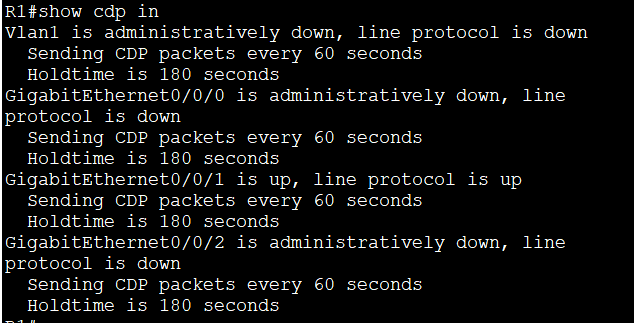 R1#show cdp in
Vlan1 is administratively down, line protocol is down
  Sending CDP packets every 60 seconds
  Holdtime is 180 seconds
GigabitEthernet0/0/0 is administratively down, line
protocol is down
  Sending CDP packets every 60 seconds
  Holdtime is 180 seconds
GigabitEthernet0/0/1 is up, line protocol is up
  Sending CDP packets every 60 seconds
  Holdtime is 180 seconds
GigabitEthernet0/0/2 is administratively down, line
protocol is down
  Sending CDP packets every 60 seconds
  Holdtime is 180 seconds
R1#